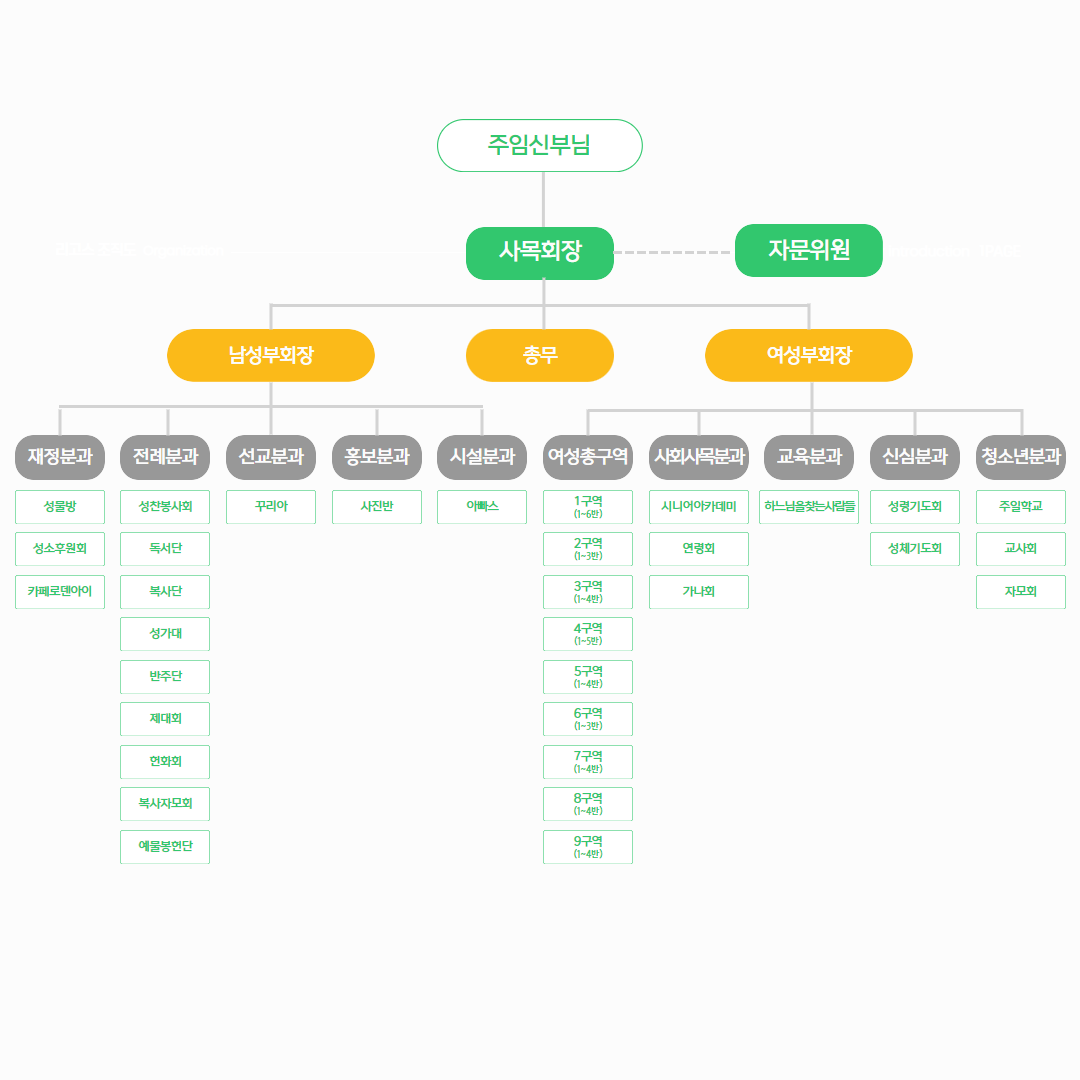 주임신부님
사목회장
자문위원
남성부회장
총무
여성부회장
재정분과
전례분과
선교분과
홍보분과
시설분과
여성총구역
사회사목분과
교육분과
신심분과
청소년분과
성물방
성소후원회
카페로덴아이
성찬봉사회
독서단
복사단
성가대
반주단
제대회
헌화회
복사자모회
예물봉헌단
꾸리아
사진반
아빠스
1구역
(1~6반)
2구역
(1~3반)
3구역
(1~4반)
4구역
(1~5반)
5구역
(1~4반)
6구역
(1~3반)
7구역
(1~4반)
8구역
(1~4반)
9구역
(1~4반)
시니어아카데미
연령회
가나회
하느님을찾는사람들
성령기도회
성체기도회
주일학교
교사회
자모회